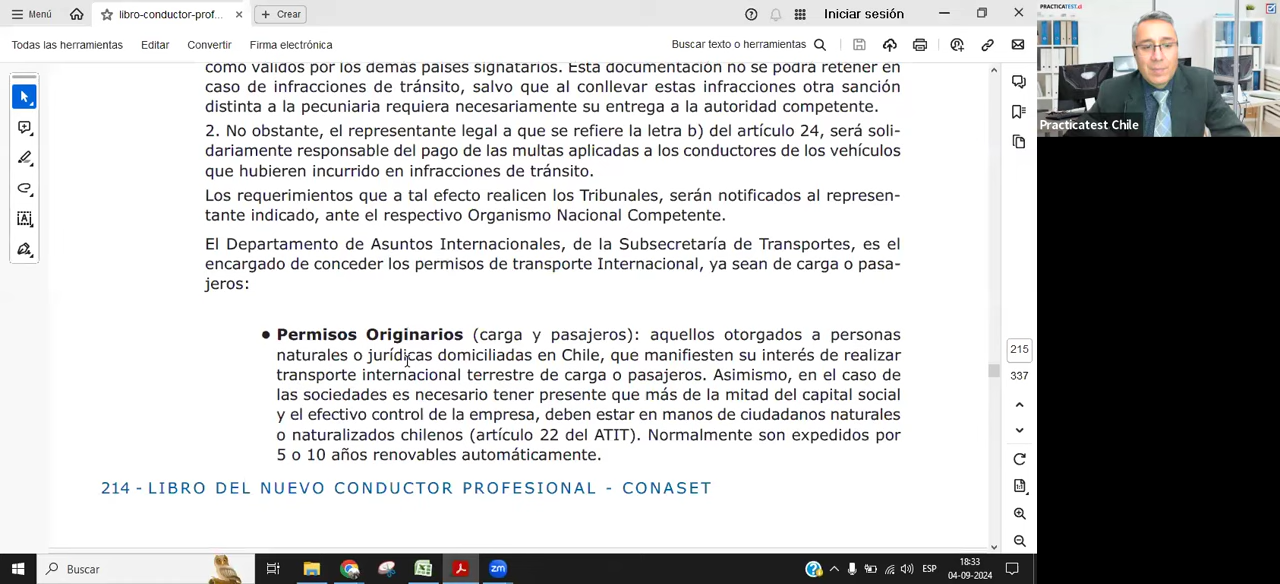 Menú
libro-conductor-prof...
Crear
Iniciar sesión
PRACTICATEST.cl
Todas las herramientas
Editar
Convertir
Firma electrónica
Buscar texto o herramientas
Practicatest Chile
como válidos por los demás países signatarios. Esta documentación no se podrá retener en
caso de infracciones de tránsito, salvo que al conllevar estas infracciones otra sanción
distinta a la pecuniaria requiera necesariamente su entrega a la autoridad competente.
2. No obstante, el representante legal a que se refiere la letra b) del artículo 24, será soli-
dariamente responsable del pago de las multas aplicadas a los conductores de los vehículos
que hubieren incurrido en infracciones de tránsito.
Los requerimientos que a tal efecto realicen los Tribunales, serán notificados al represen-
tante indicado, ante el respectivo Organismo Nacional Competente.
El Departamento de Asuntos Internacionales, de la Subsecretaría de Transportes, es el
encargado de conceder los permisos de transporte Internacional, ya sean de carga o pasa-
jeros:
● Permisos Originarios (carga y pasajeros): aquellos otorgados a personas
naturales o jurídicas domiciliadas en Chile, que manifiesten su interés de realizar
transporte internacional terrestre de carga o pasajeros. Asimismo, en el caso de
las sociedades es necesario tener presente que más de la mitad del capital social
y el efectivo control de la empresa, deben estar en manos de ciudadanos naturales
o naturalizados chilenos (artículo 22 del ATIT). Normalmente son expedidos por
5 o 10 años renovables automáticamente.
214 - LIBRO DEL NUEVO CONDUCTOR PROFESIONAL - CONASET
215
337
Buscar
ESP
18:33
04-09-2024